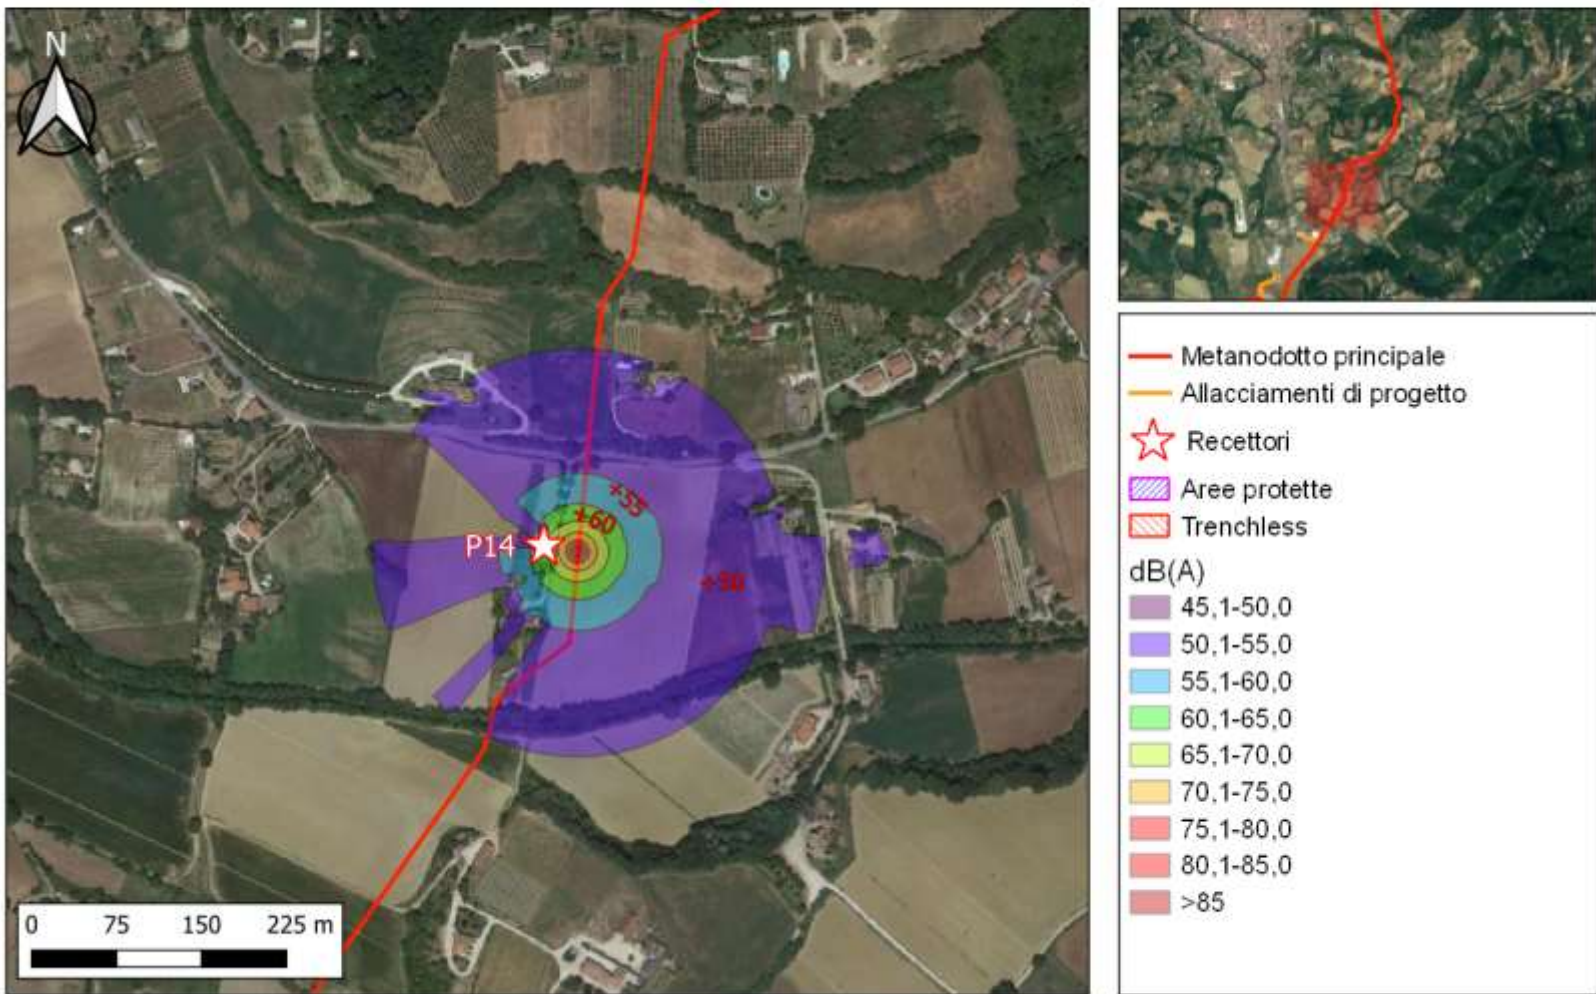 N
+55
+60
P14
+50
0 75 150 225 m
Metanodotto principale
Allacciamenti di progetto
Recettori
Aree protette
Trenchless
dB(A)
45,1-50,0
50,1-55,0
55,1-60,0
60,1-65,0
65,1-70,0
70,1-75,0
75,1-80,0
80,1-85,0
>85